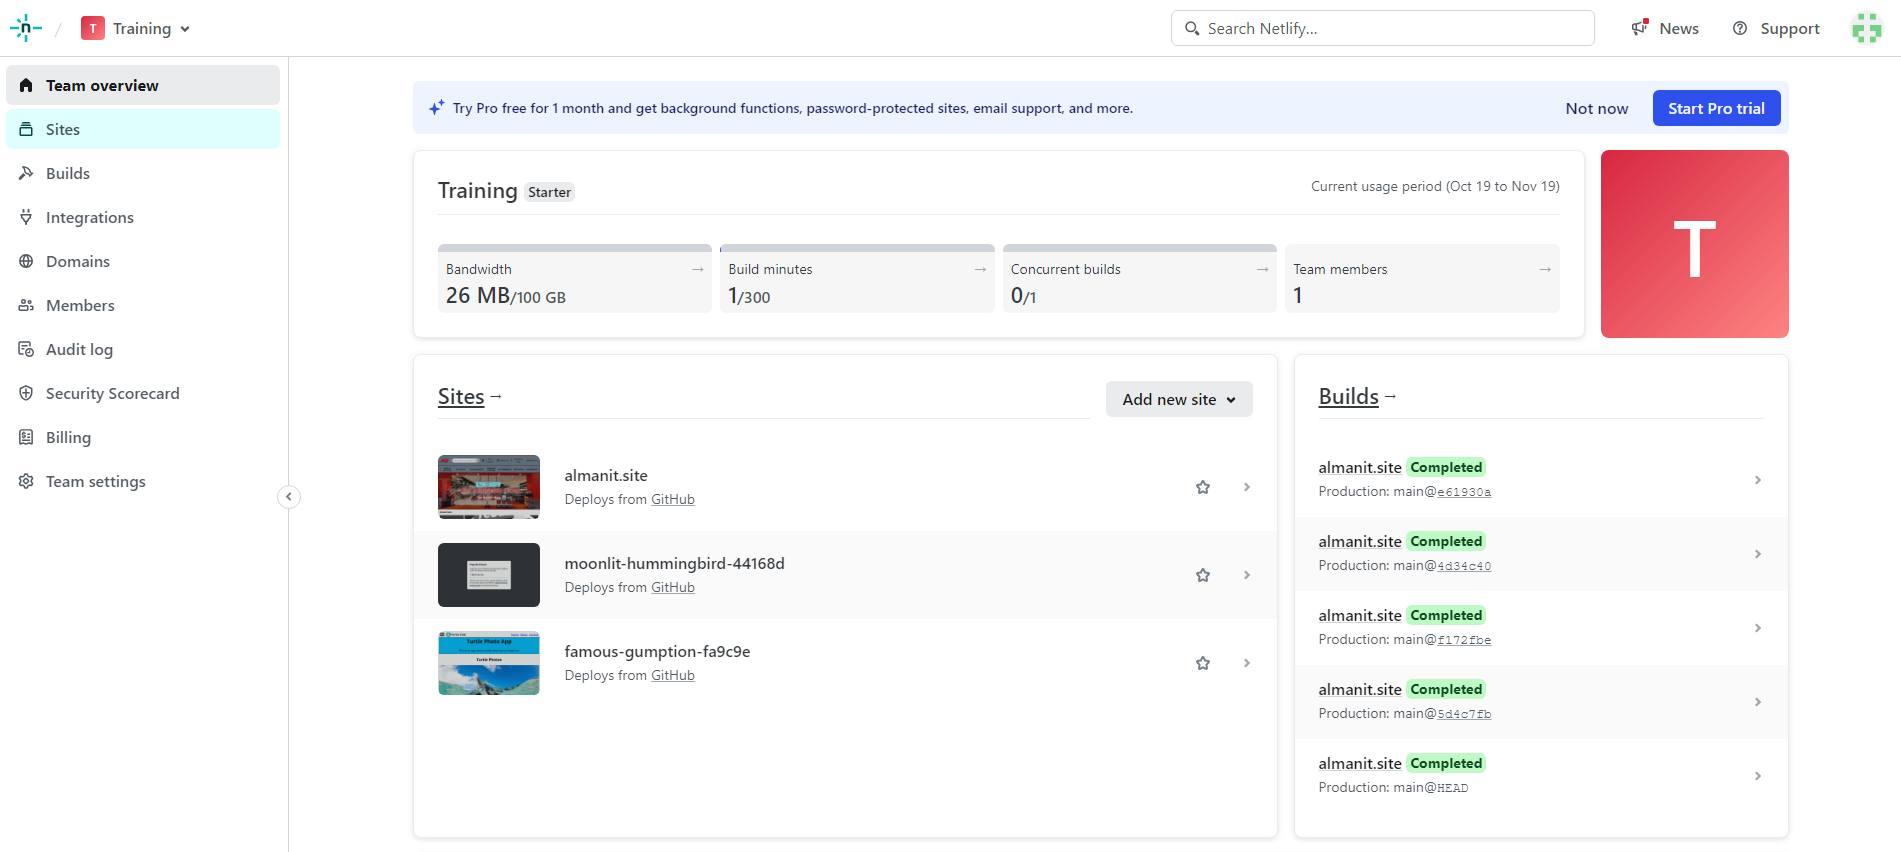 n / T Training
Search Netlify...
News
Support
Team overview
Sites
Builds
Integrations
Domains
Members
Audit log
Security Scorecard
Billing
Team settings
Try Pro free for 1 month and get background functions, password-protected sites, email support, and more.
Not now
Start Pro trial
Training Starter
Current usage period (Oct 19 to Nov 19)
Bandwidth →
26 MB/100 GB
Build minutes →
1/300
Concurrent builds →
0/1
Team members →
1
T
Sites →
Add new site
almanit.site
Deploys from GitHub
moonlit-hummingbird-44168d
Deploys from GitHub
Turtle Photo App
Turtle Photos
famous-gumption-fa9c9e
Deploys from GitHub
Builds →
almanit.site Completed
Production: main@e61930a
almanit.site Completed
Production: main@4d34c40
almanit.site Completed
Production: main@f172fbe
almanit.site Completed
Production: main@5d4c7fb
almanit.site Completed
Production: main@HEAD